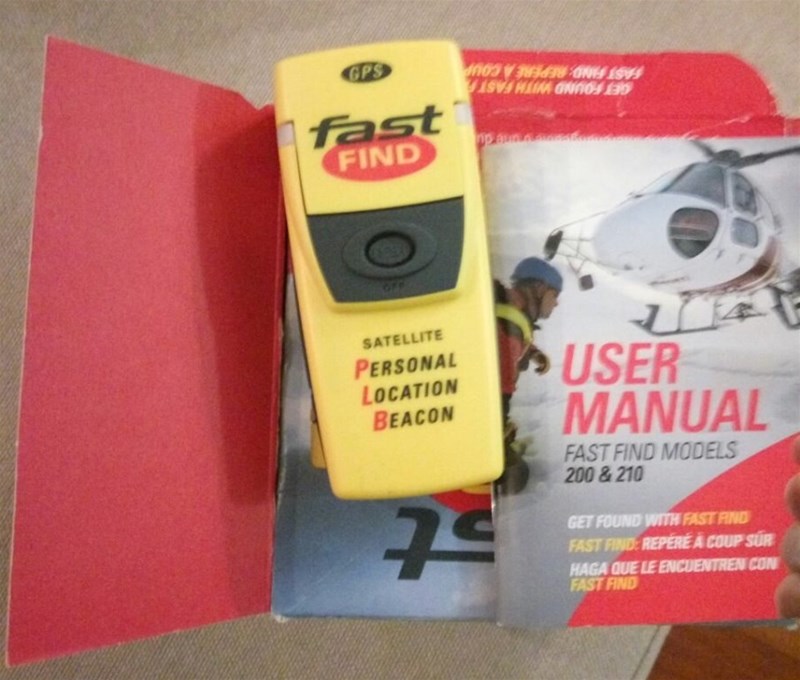 GPS
fast
FIND
OFF
SATELLITE
PERSONAL
LOCATION
BEACON
GET FOUND WITH FAST
FAST FIND: REPÉRÉ À COUP
USER
MANUAL
FAST FIND MODELS
200 & 210
GET FOUND WITH FAST FIND
FAST FIND: REPÉRÉ À COUP SÛR
HAGA QUE LE ENCUENTREN CON
FAST FIND
st